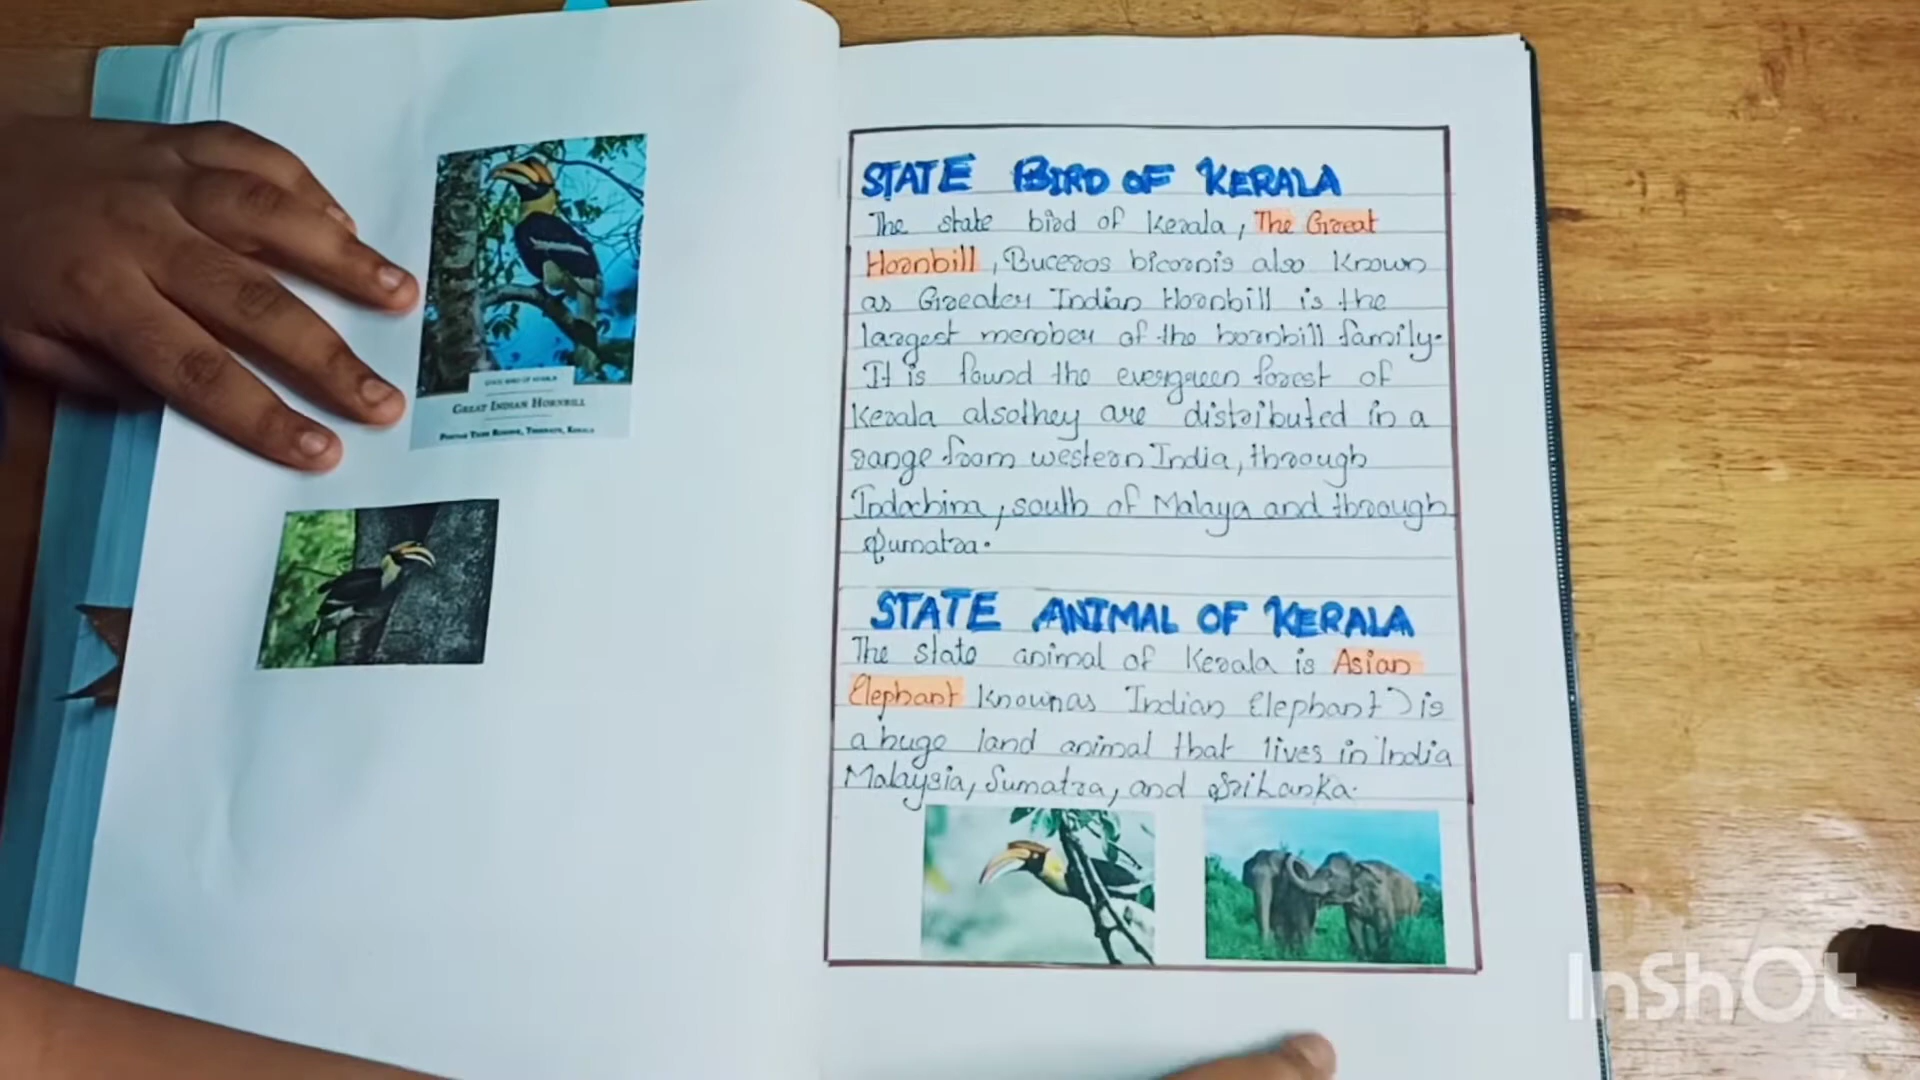 GREAT INDIAN HORNBILL
STATE BIRD OF KERALA
The state bird of Kerala, The Great
Hornbill, Buceros bicornis also known
as Greater Indian Hornbill is the
largest member of the hornbill family.
It is found the evergreen forest of
Kerala alsothey are distributed in a
range from western India, through
Indochina, south of Malaya and through
Sumatra.
STATE ANIMAL OF KERALA
The state animal of Kerala is Asian
Elephant knownas Indian Elephant) is
a huge land animal that lives in India
Malaysia, Sumatra, and SriLanka.
InShOt